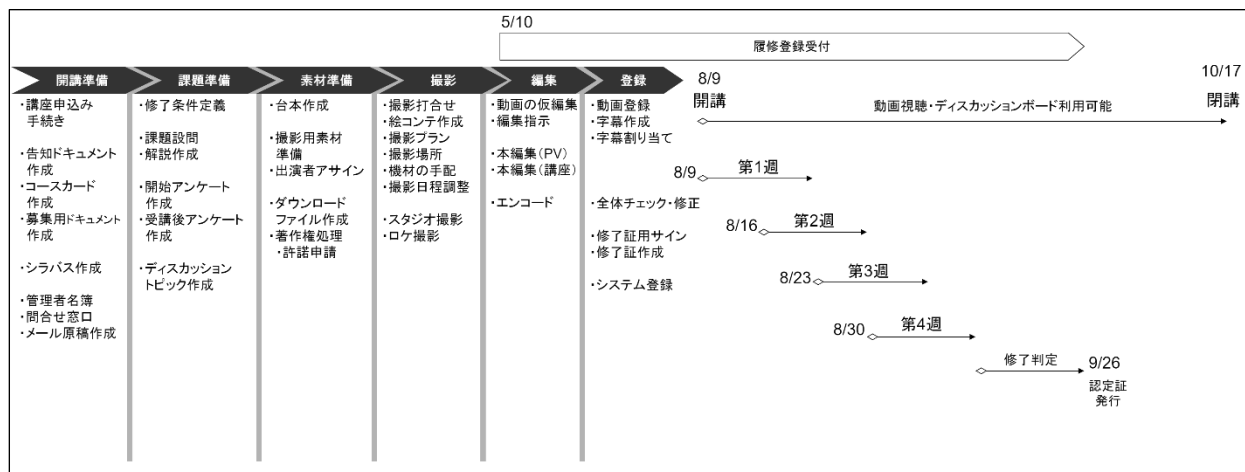 5/10
履修登録受付
開講準備
課題準備
素材準備
撮影
編集
登録
8/9
開講
10/17
閉講
動画視聴・ディスカッションボード利用可能
・講座申込み
手続き
・告知ドキュメント
作成
・コースカード
作成
・募集用ドキュメント
作成
・シラバス作成
・管理者名簿
・問合せ窓口
・メール原稿作成
・修了条件定義
・課題設問
・解説作成
・開始アンケート
作成
・受講後アンケート
作成
・ディスカッション
トピック作成
・台本作成
・撮影用素材
準備
・出演者アサイン
・ダウンロード
ファイル作成
・著作権処理
・許諾申請
・撮影打合せ
・絵コンテ作成
・撮影プラン
・撮影場所
・機材の手配
・撮影日程調整
・スタジオ撮影
・ロケ撮影
・動画の仮編集
・編集指示
・本編集(PV)
・本編集(講座)
・エンコード
・動画登録
・字幕作成
・字幕割り当て
・全体チェック・修正
・修了証用サイン
・修了証作成
・システム登録
8/9
第1週
8/16
第2週
8/23
第3週
8/30
第4週
修了判定
9/26
認定証
発行